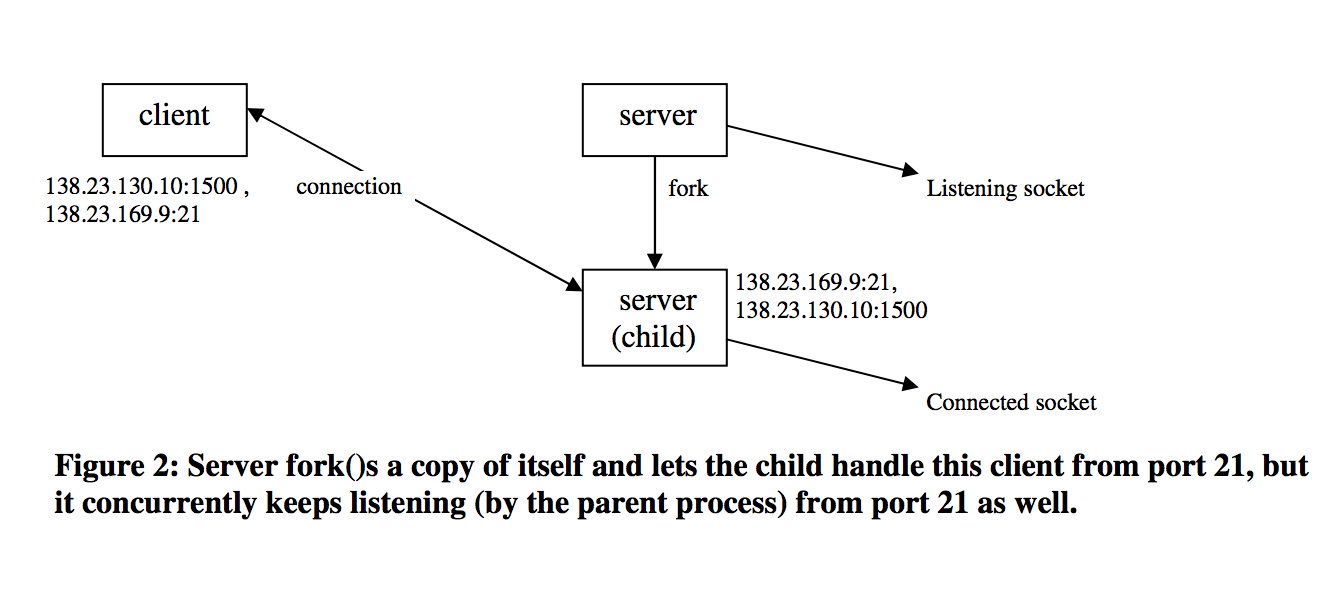 client
server
138.23.130.10:1500 ,
138.23.169.9:21
connection
fork
Listening socket
server
(child)
138.23.169.9:21,
138.23.130.10:1500
Connected socket
Figure 2: Server fork()s a copy of itself and lets the child handle this client from port 21, but
it concurrently keeps listening (by the parent process) from port 21 as well.